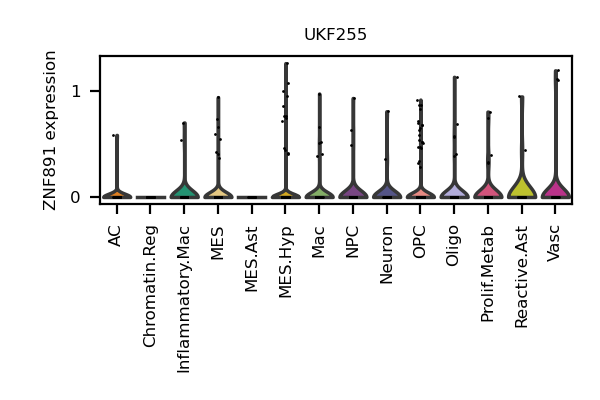 UKF255
ZNF891 expression
1
0
AC
Chromatin.Reg
Inflammatory.Mac
MES
MES.Ast
MES.Hyp
Mac
NPC
Neuron
OPC
Oligo
Prolif.Metab
Reactive.Ast
Vasc